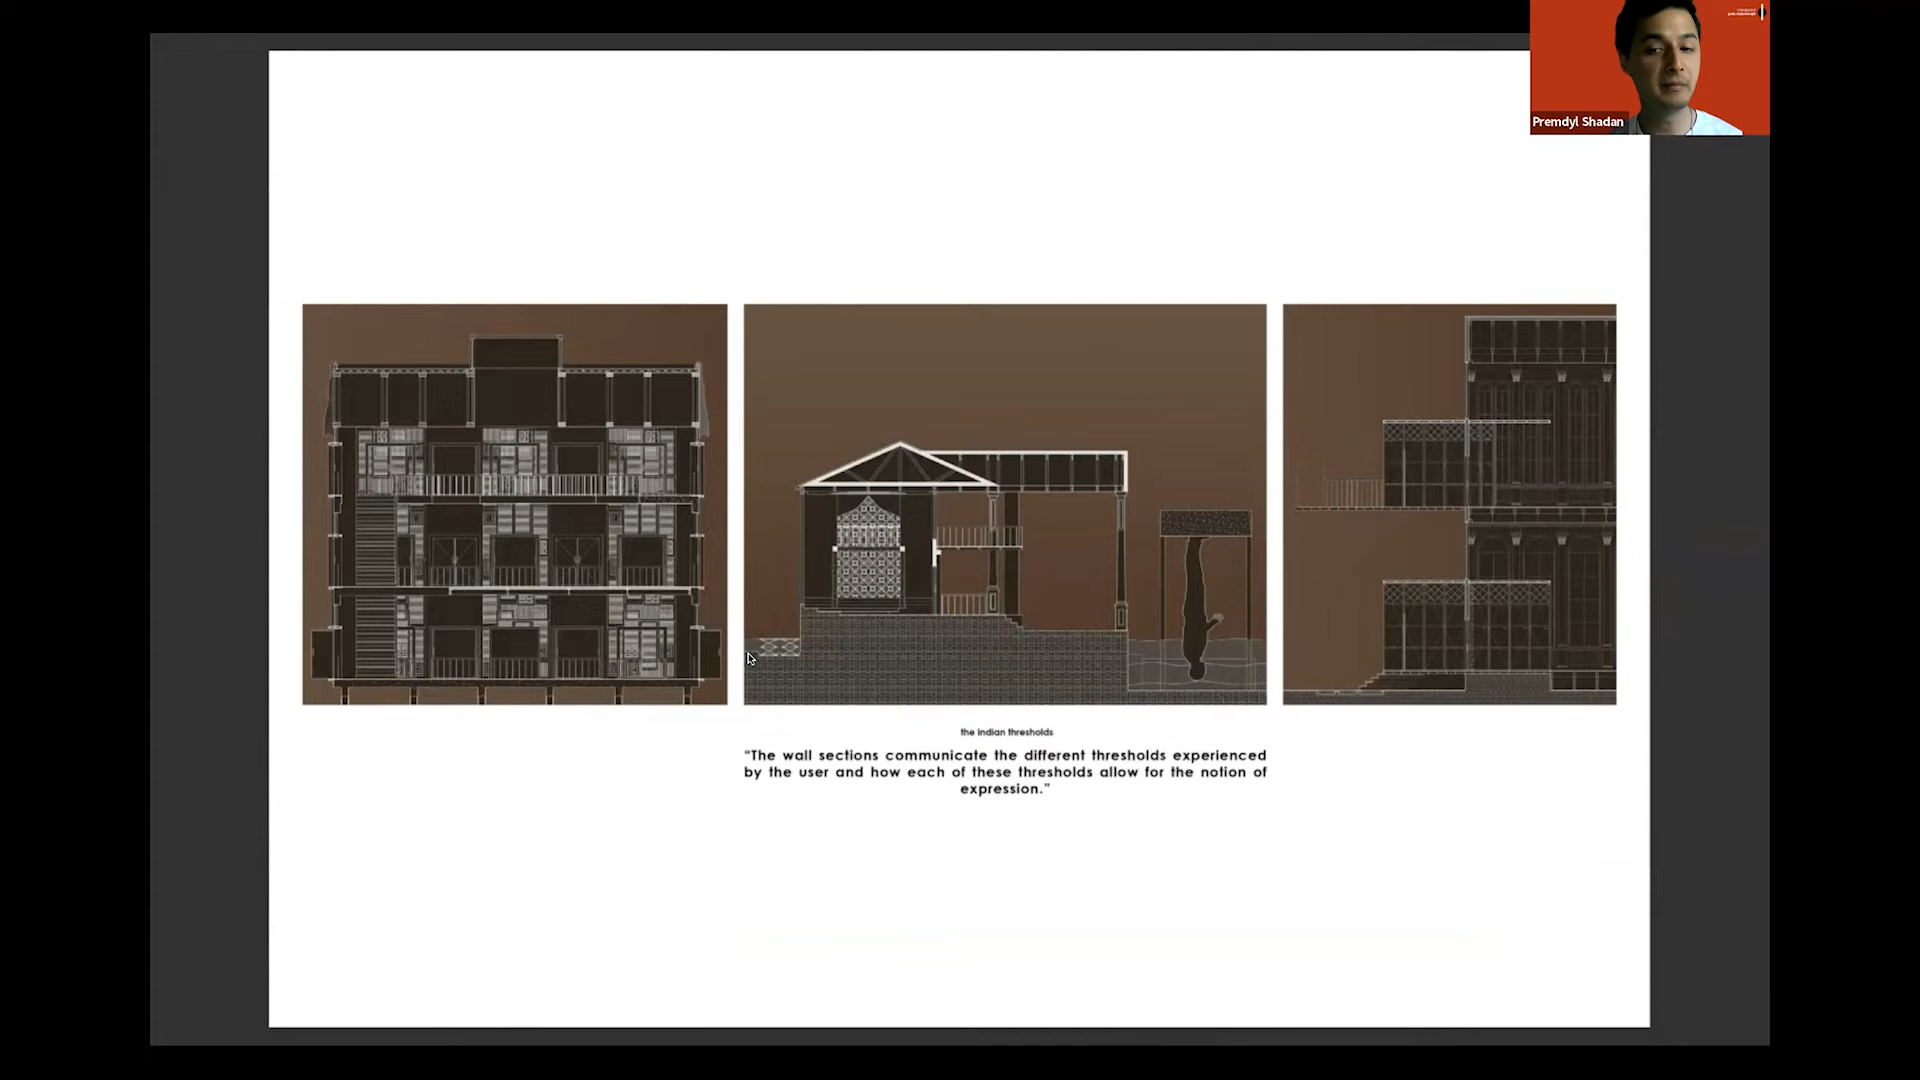 Premdyl Shadan
the indian thresholds
"The wall sections communicate the different thresholds experienced
by the user and how each of these thresholds allow for the notion of
expression."